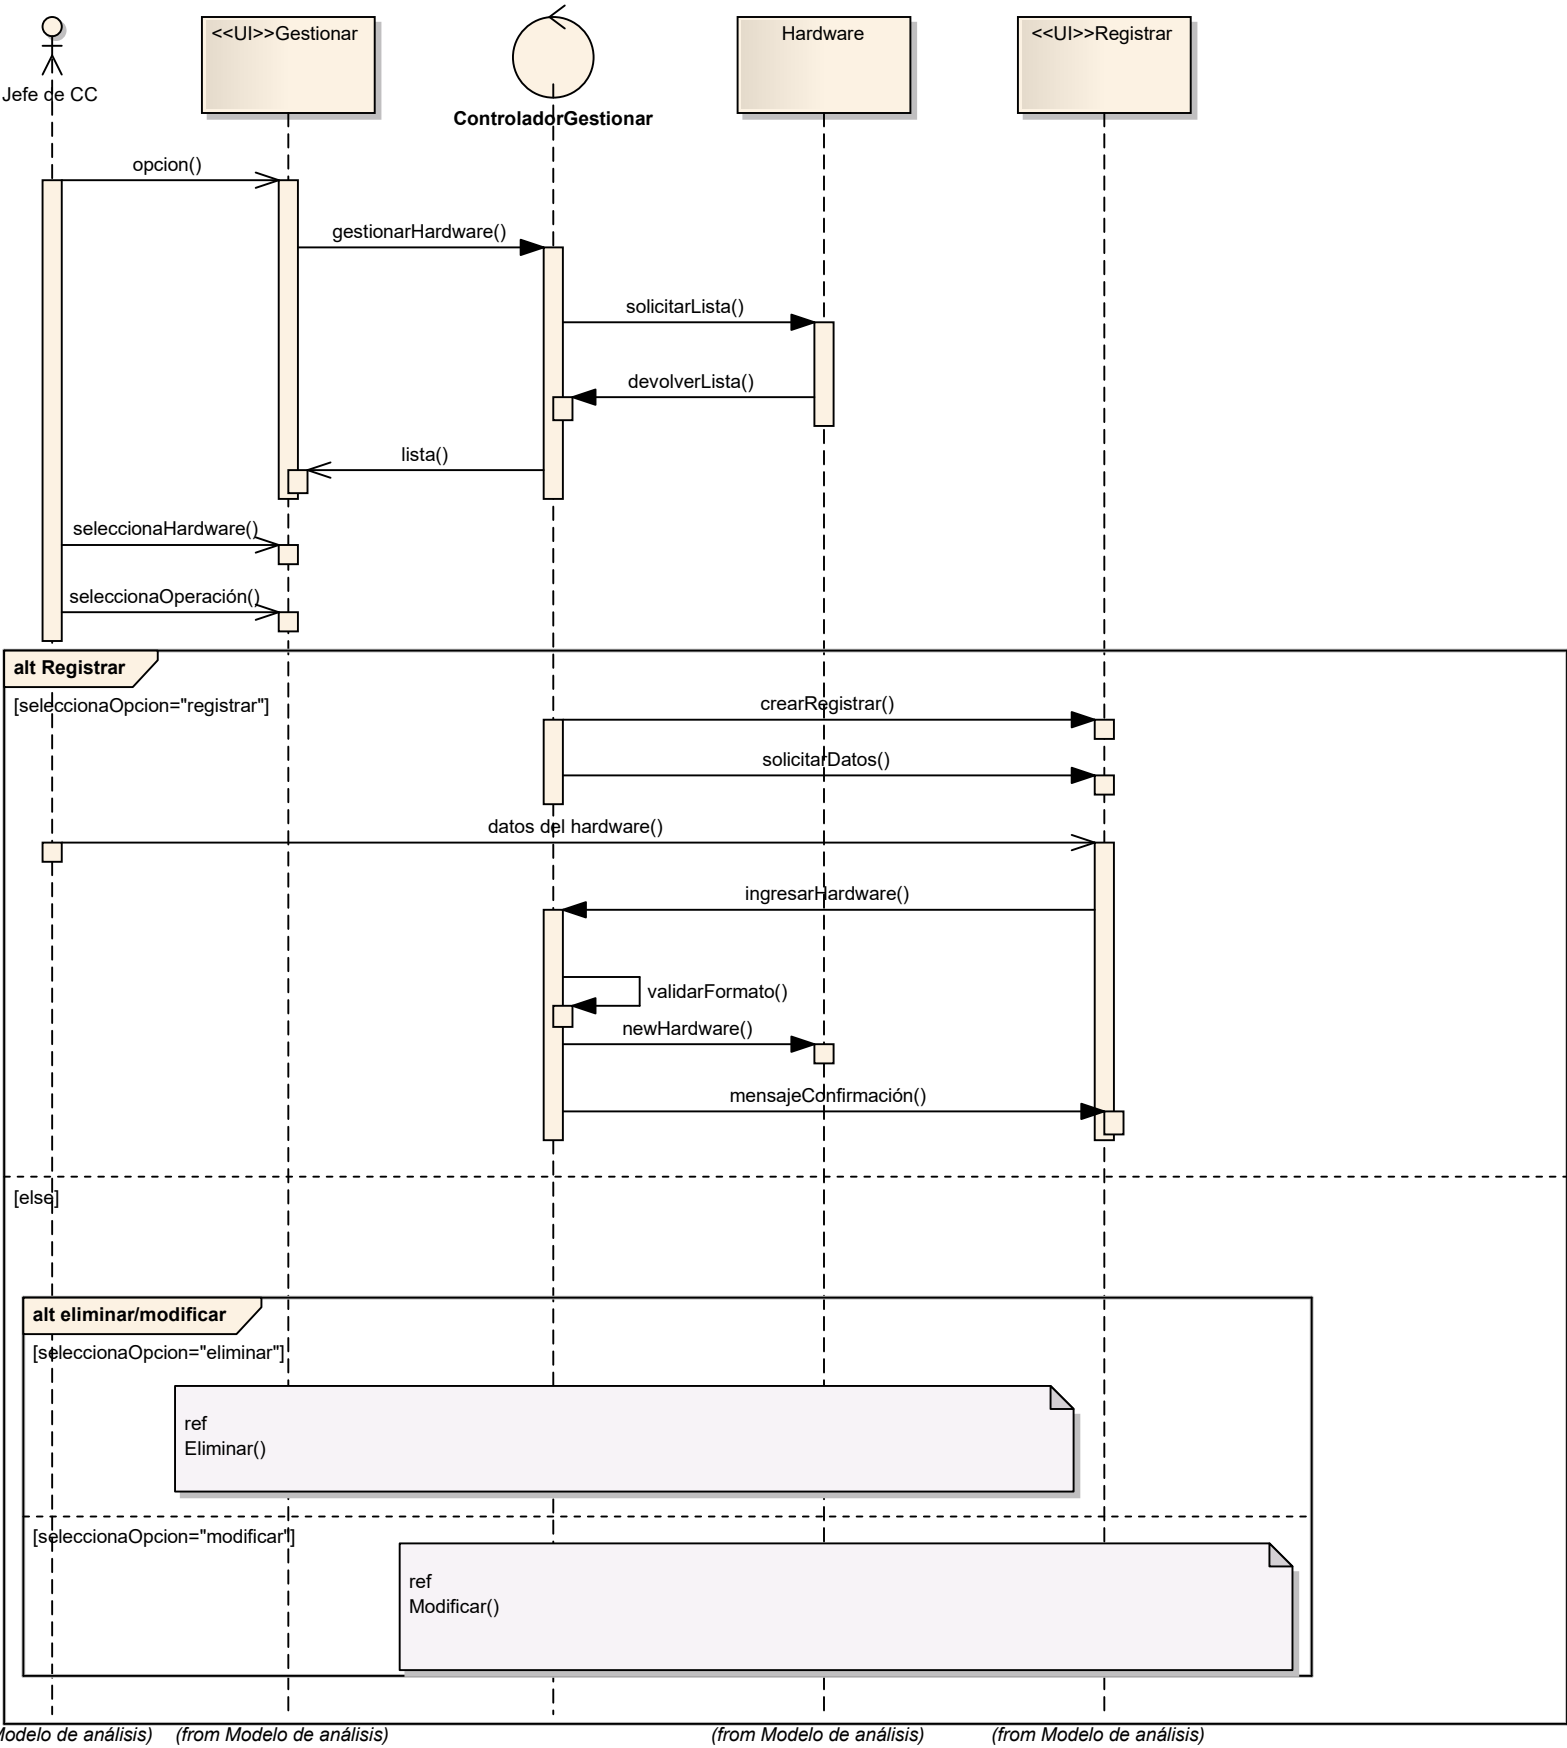 Jefe de CC
<<UI>>Gestionar
ControladorGestionar
Hardware
<<UI>>Registrar
opcion()
gestionarHardware()
solicitarLista()
devolverLista()
lista()
seleccionaHardware()
seleccionaOperación()
alt Registrar
[seleccionaOpcion="registrar"]
crearRegistrar()
solicitarDatos()
datos del hardware()
ingresarHardware()
validarFormato()
newHardware()
mensajeConfirmación()
[else]
alt eliminar/modificar
[seleccionaOpcion="eliminar"]
ref
Eliminar()
[seleccionaOpcion="modificar"]
ref
Modificar()
Modelo de análisis)
(from Modelo de análisis)
(from Modelo de análisis)
(from Modelo de análisis)